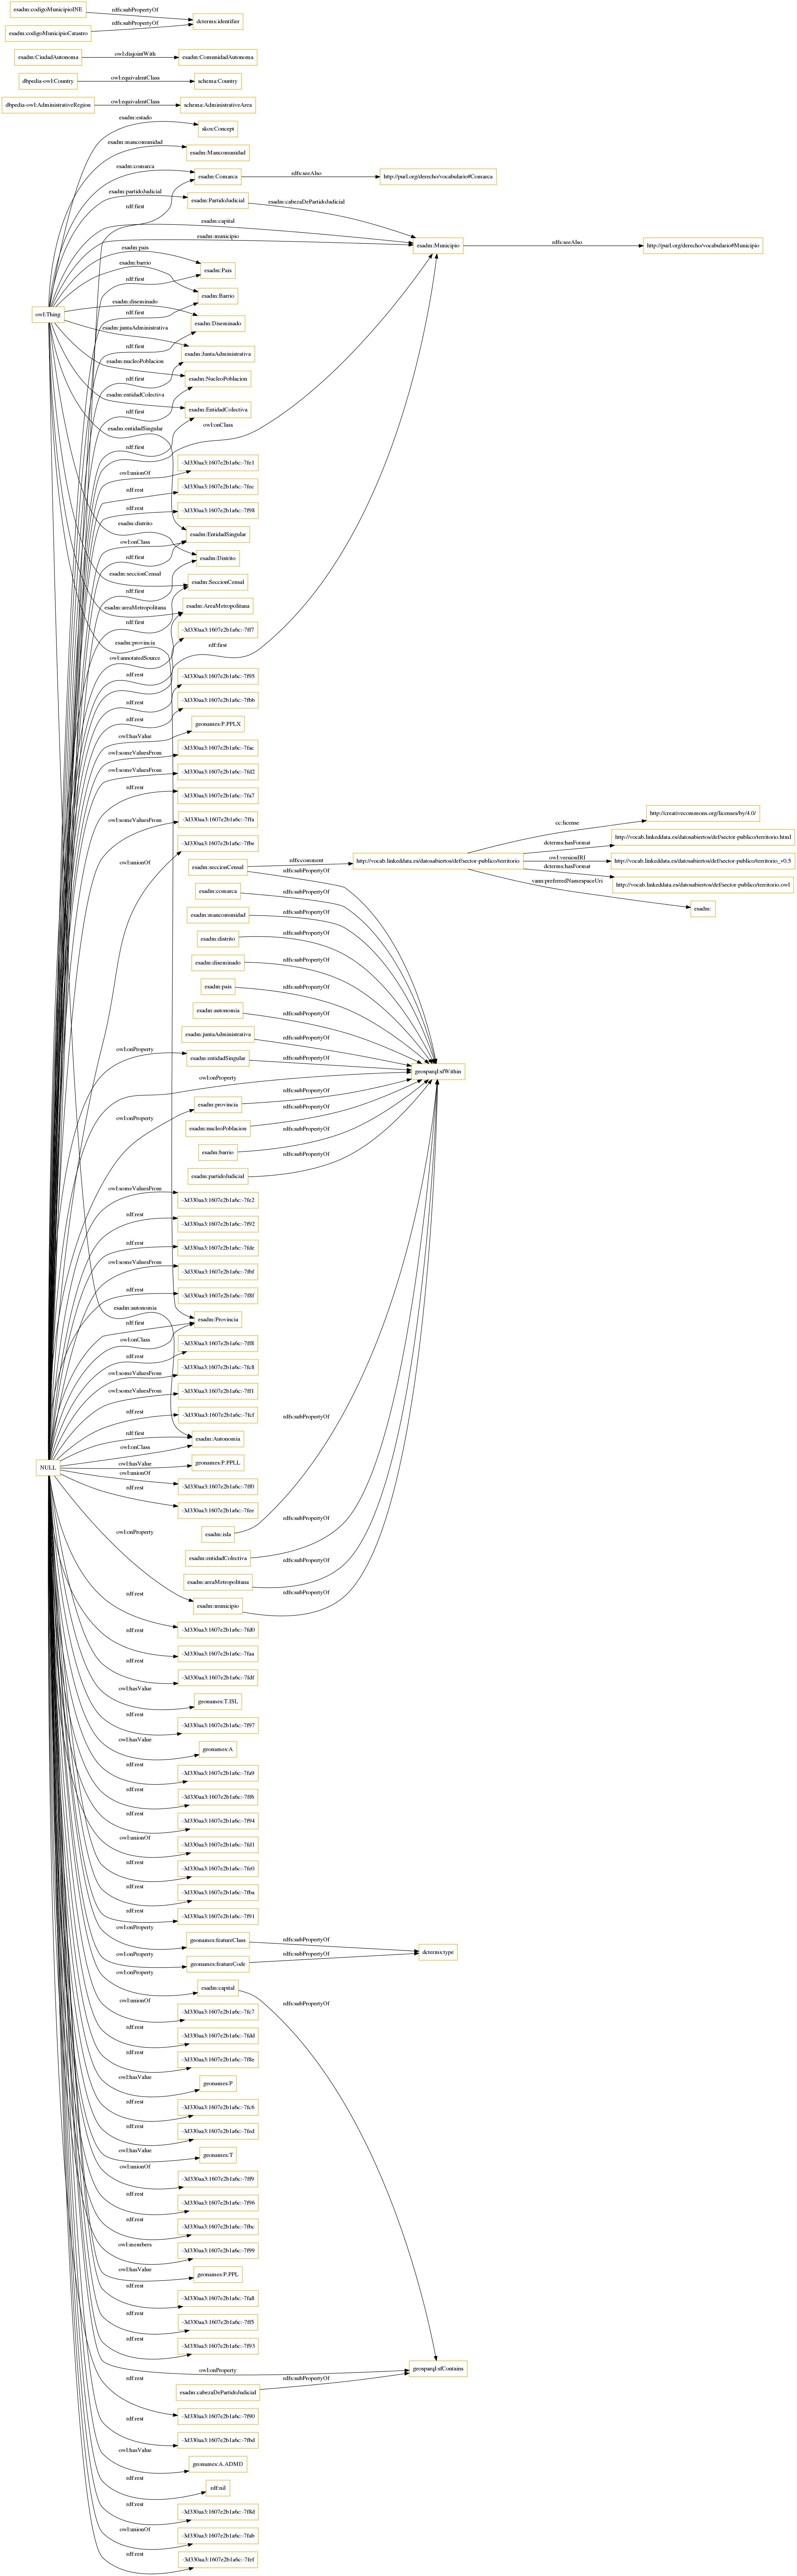 esadm:codigoMunicipioINE
rdfs:subPropertyOf
dcterms:identifier
esadm:codigoMunicipioCatastro
rdfs:subPropertyOf
esadm:CiudadAutonoma
owl:disjointWith
esadm:ComunidadAutonoma
dbpedia-owl:Country
owl:equivalentClass
schema:Country
dbpedia-owl:AdministrativeRegion
owl:equivalentClass
schema:AdministrativeArea
esadm:estado
skos:Concept
esadm:mancomunidad
esadm:Mancomunidad
esadm:comarca
esadm:Comarca
rdfs:seeAlso
http://purl.org/derecho/vocabulario#Comarca
esadm:partidoJudicial
esadm:PartidoJudicial
esadm:cabezaDePartidoJudicial
rdf:first
esadm:capital
esadm:municipio
esadm:Municipio
rdfs:seeAlso
http://purl.org/derecho/vocabulario#Municipio
esadm:pais
esadm:Pais
esadm:barrio
rdf:first
esadm:Barrio
esadm:diseminado
rdf:first
owl:Thing
esadm:Diseminado
esadm:juntaAdministrativa
rdf:first
esadm:JuntaAdministrativa
esadm:nucleoPoblacion
rdf:first
esadm:NucleoPoblacion
esadm:entidadColectiva
rdf:first
esadm:EntidadColectiva
esadm:entidadSingular
owl:onClass
rdf:first
-3d330aa3:1607e2b1a6c:-7fe1
owl:unionOf
rdf:rest
-3d330aa3:1607e2b1a6c:-7fec
rdf:rest
-3d330aa3:1607e2b1a6c:-7f98
esadm:distrito
esadm:EntidadSingular
owl:onClass
rdf:first
esadm:Distrito
esadm:seccionCensal
esadm:SeccionCensal
rdf:first
esadm:areaMetropolitana
esadm:AreaMetropolitana
rdf:first
-3d330aa3:1607e2b1a6c:-7ff7
esadm:provincia
rdf:first
owl:annotatedSource
rdf:rest
-3d330aa3:1607e2b1a6c:-7f95
rdf:rest
-3d330aa3:1607e2b1a6c:-7fbb
rdf:rest
geonames:P.PPLX
owl:hasValue
owl:someValuesFrom
-3d330aa3:1607e2b1a6c:-7fac
owl:someValuesFrom
-3d330aa3:1607e2b1a6c:-7fd2
rdf:rest
-3d330aa3:1607e2b1a6c:-7fa7
owl:someValuesFrom
-3d330aa3:1607e2b1a6c:-7ffa
-3d330aa3:1607e2b1a6c:-7fbe
owl:unionOf
esadm:seccionCensal
rdfs:comment
http://vocab.linkeddata.es/datosabiertos/def/sector-publico/territorio
cc:license
http://creativecommons.org/licenses/by/4.0/
dcterms:hasFormat
http://vocab.linkeddata.es/datosabiertos/def/sector-publico/territorio.html
owl:versionIRI
http://vocab.linkeddata.es/datosabiertos/def/sector-publico/territorio_v0.5
dcterms:hasFormat
http://vocab.linkeddata.es/datosabiertos/def/sector-publico/territorio.owl
vann:preferredNamespaceUri
esadm:
rdfs:subPropertyOf
esadm:comarca
rdfs:subPropertyOf
esadm:mancomunidad
rdfs:subPropertyOf
esadm:distrito
rdfs:subPropertyOf
esadm:diseminado
rdfs:subPropertyOf
esadm:pais
rdfs:subPropertyOf
esadm:autonomia
rdfs:subPropertyOf
esadm:juntaAdministrativa
rdfs:subPropertyOf
owl:onProperty
esadm:entidadSingular
rdfs:subPropertyOf
geosparql:sfWithin
owl:onProperty
esadm:provincia
rdfs:subPropertyOf
owl:onProperty
esadm:nucleoPoblacion
rdfs:subPropertyOf
esadm:barrio
rdfs:subPropertyOf
esadm:partidoJudicial
rdfs:subPropertyOf
owl:someValuesFrom
-3d330aa3:1607e2b1a6c:-7fe2
rdf:rest
-3d330aa3:1607e2b1a6c:-7f92
rdf:rest
-3d330aa3:1607e2b1a6c:-7fde
owl:someValuesFrom
-3d330aa3:1607e2b1a6c:-7fbf
rdf:rest
-3d330aa3:1607e2b1a6c:-7f8f
esadm:autonomia
rdf:first
esadm:Provincia
owl:onClass
rdf:rest
-3d330aa3:1607e2b1a6c:-7ff8
owl:someValuesFrom
-3d330aa3:1607e2b1a6c:-7fc8
owl:someValuesFrom
-3d330aa3:1607e2b1a6c:-7ff1
rdf:rest
-3d330aa3:1607e2b1a6c:-7fcf
rdf:first
esadm:Autonomia
owl:onClass
NULL
owl:hasValue
geonames:P.PPLL
owl:unionOf
-3d330aa3:1607e2b1a6c:-7ff0
rdf:rest
-3d330aa3:1607e2b1a6c:-7fee
esadm:isla
rdfs:subPropertyOf
owl:onProperty
esadm:entidadColectiva
rdfs:subPropertyOf
esadm:areaMetropolitana
rdfs:subPropertyOf
esadm:municipio
rdfs:subPropertyOf
rdf:rest
-3d330aa3:1607e2b1a6c:-7fd0
rdf:rest
-3d330aa3:1607e2b1a6c:-7faa
rdf:rest
-3d330aa3:1607e2b1a6c:-7fdf
owl:hasValue
geonames:T.ISL
rdf:rest
-3d330aa3:1607e2b1a6c:-7f97
owl:hasValue
geonames:A
rdf:rest
-3d330aa3:1607e2b1a6c:-7fa9
rdf:rest
-3d330aa3:1607e2b1a6c:-7ff6
rdf:rest
-3d330aa3:1607e2b1a6c:-7f94
owl:unionOf
-3d330aa3:1607e2b1a6c:-7fd1
rdf:rest
-3d330aa3:1607e2b1a6c:-7fe0
rdf:rest
-3d330aa3:1607e2b1a6c:-7fba
rdf:rest
-3d330aa3:1607e2b1a6c:-7f91
owl:onProperty
geonames:featureClass
rdfs:subPropertyOf
dcterms:type
owl:onProperty
geonames:featureCode
rdfs:subPropertyOf
owl:onProperty
esadm:capital
rdfs:subPropertyOf
owl:unionOf
-3d330aa3:1607e2b1a6c:-7fc7
rdf:rest
-3d330aa3:1607e2b1a6c:-7fdd
rdf:rest
-3d330aa3:1607e2b1a6c:-7f8e
owl:hasValue
geonames:P
rdf:rest
-3d330aa3:1607e2b1a6c:-7fc6
rdf:rest
-3d330aa3:1607e2b1a6c:-7fed
owl:hasValue
geonames:T
owl:unionOf
-3d330aa3:1607e2b1a6c:-7ff9
rdf:rest
-3d330aa3:1607e2b1a6c:-7f96
rdf:rest
-3d330aa3:1607e2b1a6c:-7fbc
owl:members
-3d330aa3:1607e2b1a6c:-7f99
owl:hasValue
geonames:P.PPL
rdf:rest
-3d330aa3:1607e2b1a6c:-7fa8
rdf:rest
-3d330aa3:1607e2b1a6c:-7ff5
rdf:rest
-3d330aa3:1607e2b1a6c:-7f93
owl:onProperty
geosparql:sfContains
esadm:cabezaDePartidoJudicial
rdfs:subPropertyOf
rdf:rest
-3d330aa3:1607e2b1a6c:-7f90
rdf:rest
-3d330aa3:1607e2b1a6c:-7fbd
owl:hasValue
geonames:A.ADMD
rdf:rest
rdf:nil
rdf:rest
-3d330aa3:1607e2b1a6c:-7f8d
owl:unionOf
-3d330aa3:1607e2b1a6c:-7fab
rdf:rest
-3d330aa3:1607e2b1a6c:-7fef